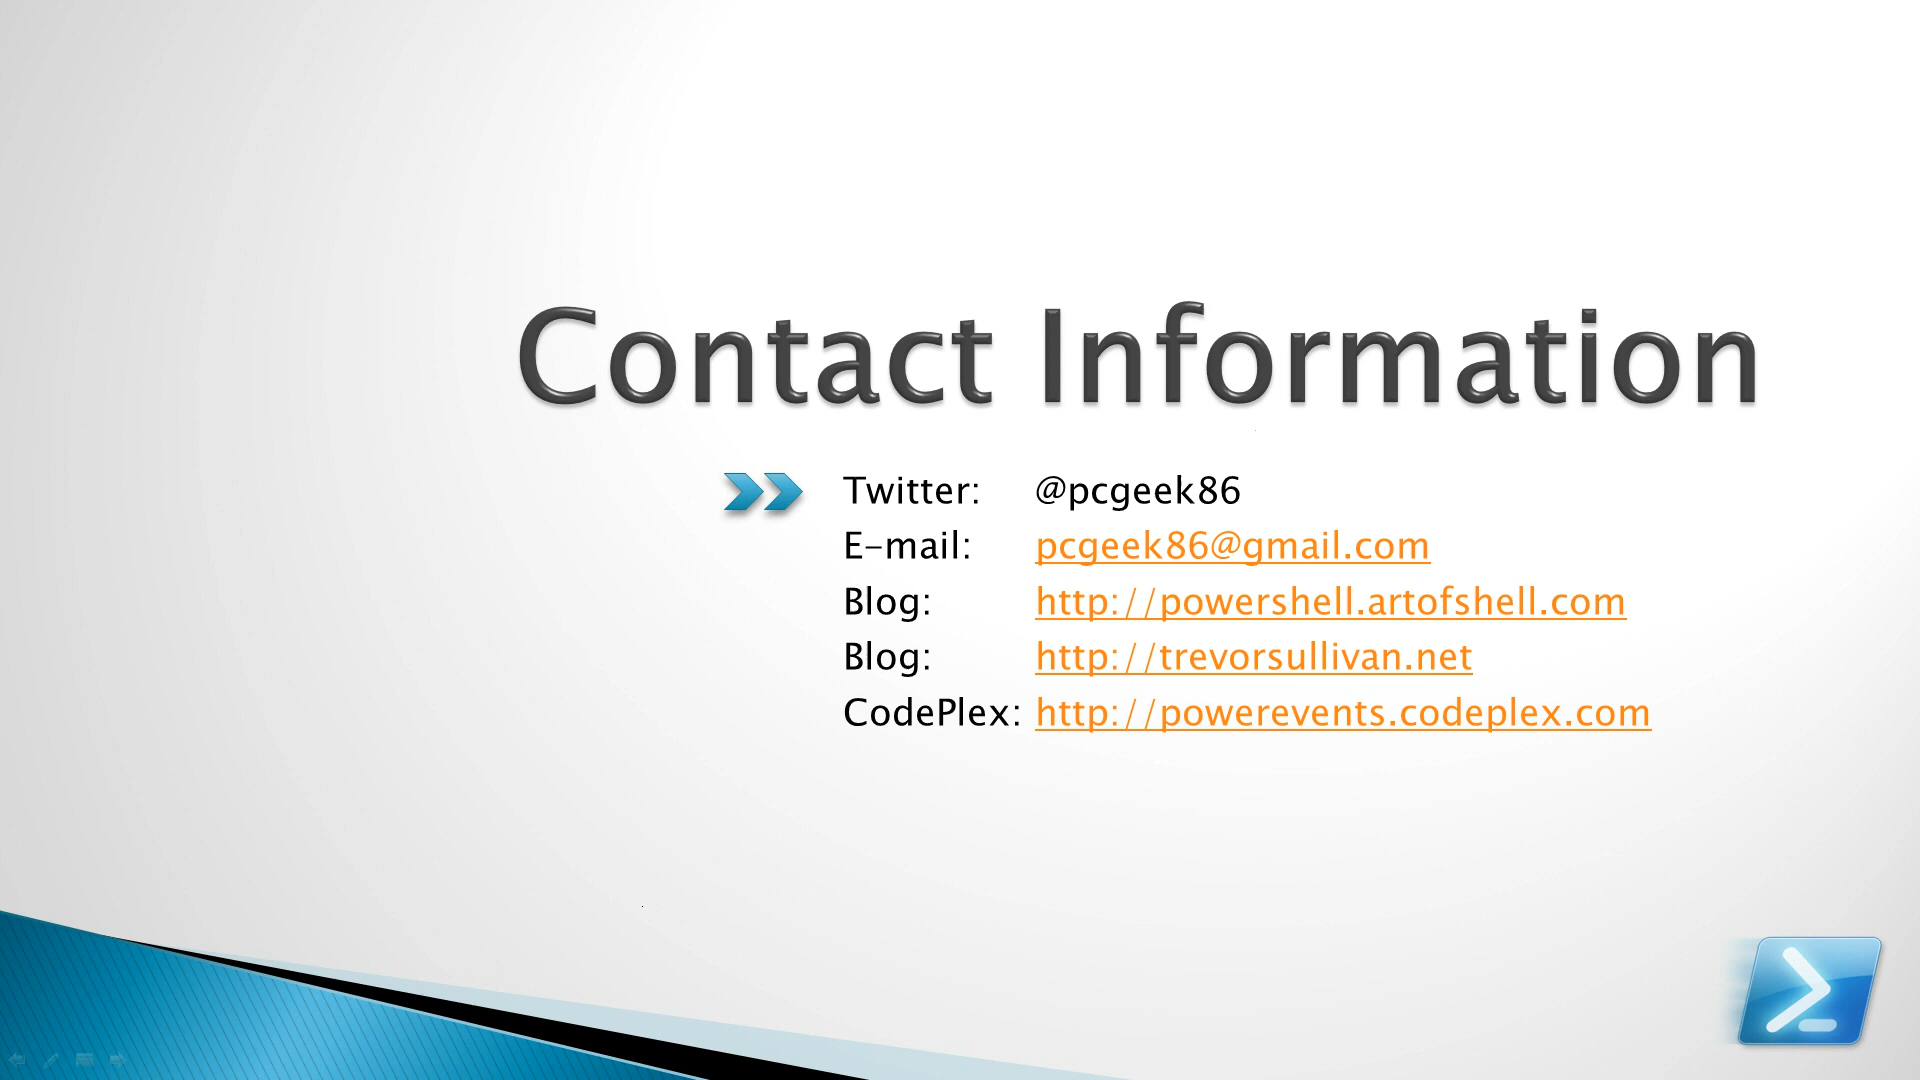 Contact Information
Twitter: @pcgeek86
E-mail: pcgeek86@gmail.com
Blog: http://powershell.artofshell.com
Blog: http://trevorsullivan.net
CodePlex: http://powerevents.codeplex.com